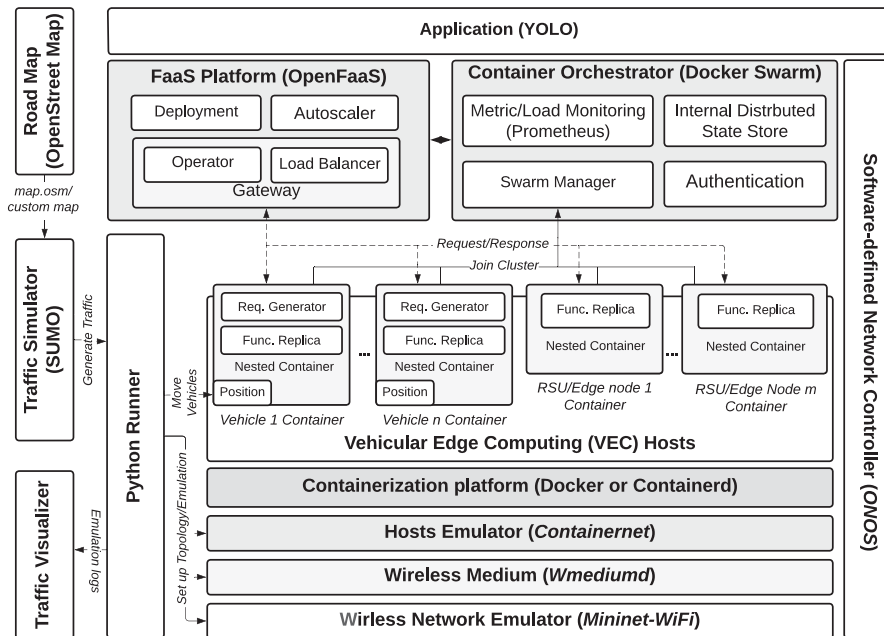 Application (YOLO)
Road Map
(OpenStreet Map)
map.osm/
custom map
Traffic Simulator
(SUMO)
Generate Traffic
Traffic Visualizer
Emulation logs
Python Runner
Move
Vehicles
Set up Topology/Emulation
FaaS Platform (OpenFaaS)
Deployment
Autoscaler
Operator
Load Balancer
Gateway
Container Orchestrator (Docker Swarm)
Metric/Load Monitoring
(Prometheus)
Internal Distrbuted
State Store
Swarm Manager
Authentication
Request/Response
Join Cluster
Req. Generator
Func. Replica
Nested Container
Position
Vehicle 1 Container
...
Req. Generator
Func. Replica
Nested Container
Position
Vehicle n Container
Func. Replica
Nested Container
RSU/Edge node 1
Container
...
Func. Replica
Nested Container
RSU/Edge Node m
Container
Vehicular Edge Computing (VEC) Hosts
Containerization platform (Docker or Containerd)
Hosts Emulator (Containernet)
Wireless Medium (Wmediumd)
Wirless Network Emulator (Mininet-WiFi)
Software-defined Network Controller (ONOS)